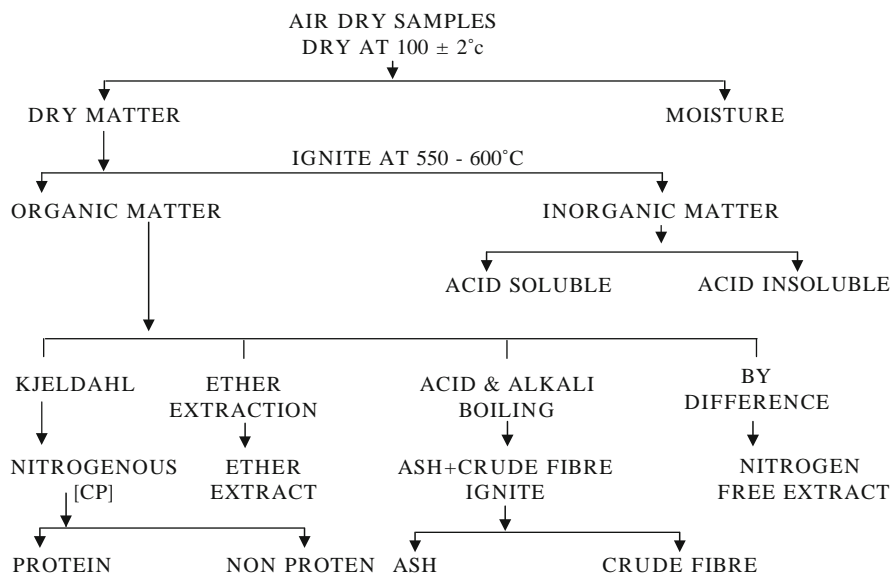 AIR DRY SAMPLES
DRY AT 100 ± 2°c
DRY MATTER
MOISTURE
IGNITE AT 550 - 600°C
ORGANIC MATTER
INORGANIC MATTER
ACID SOLUBLE
ACID INSOLUBLE
KJELDAHL
ETHER
EXTRACTION
ACID & ALKALI
BOILING
BY
DIFFERENCE
NITROGENOUS
[CP]
ETHER
EXTRACT
ASH+CRUDE FIBRE
IGNITE
NITROGEN
FREE EXTRACT
PROTEIN
NON PROTEN
ASH
CRUDE FIBRE